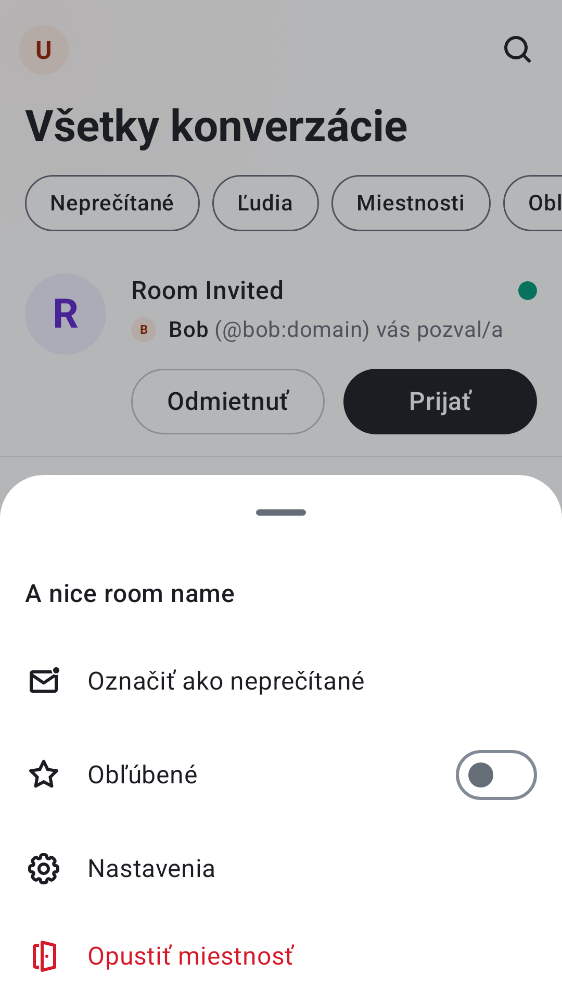 U
Všetky konverzácie
Neprečítané Ľudia Miestnosti Obľ
R
Room Invited
B Bob (@bob:domain) vás pozval/a
Odmietnuť Prijať
A nice room name
Označiť ako neprečítané
Obľúbené
Nastavenia
Opustiť miestnosť